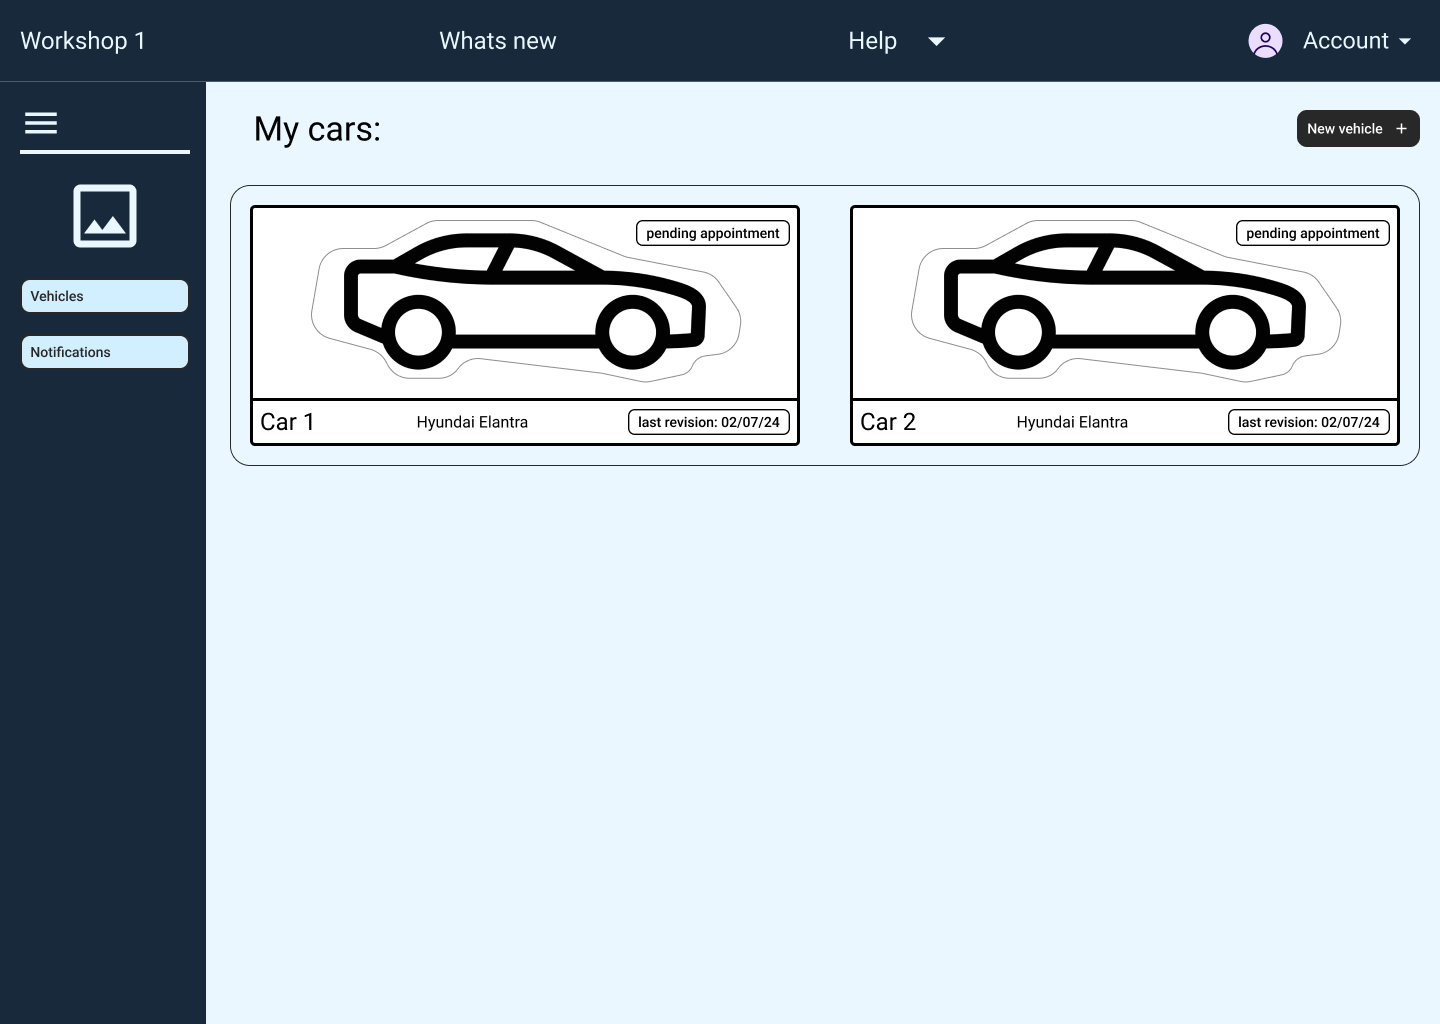 Workshop 1
Whats new
Help
Account
My cars:
New vehicle +
Vehicles
Notifications
pending appointment
Car 1
Hyundai Elantra
last revision: 02/07/24
pending appointment
Car 2
Hyundai Elantra
last revision: 02/07/24